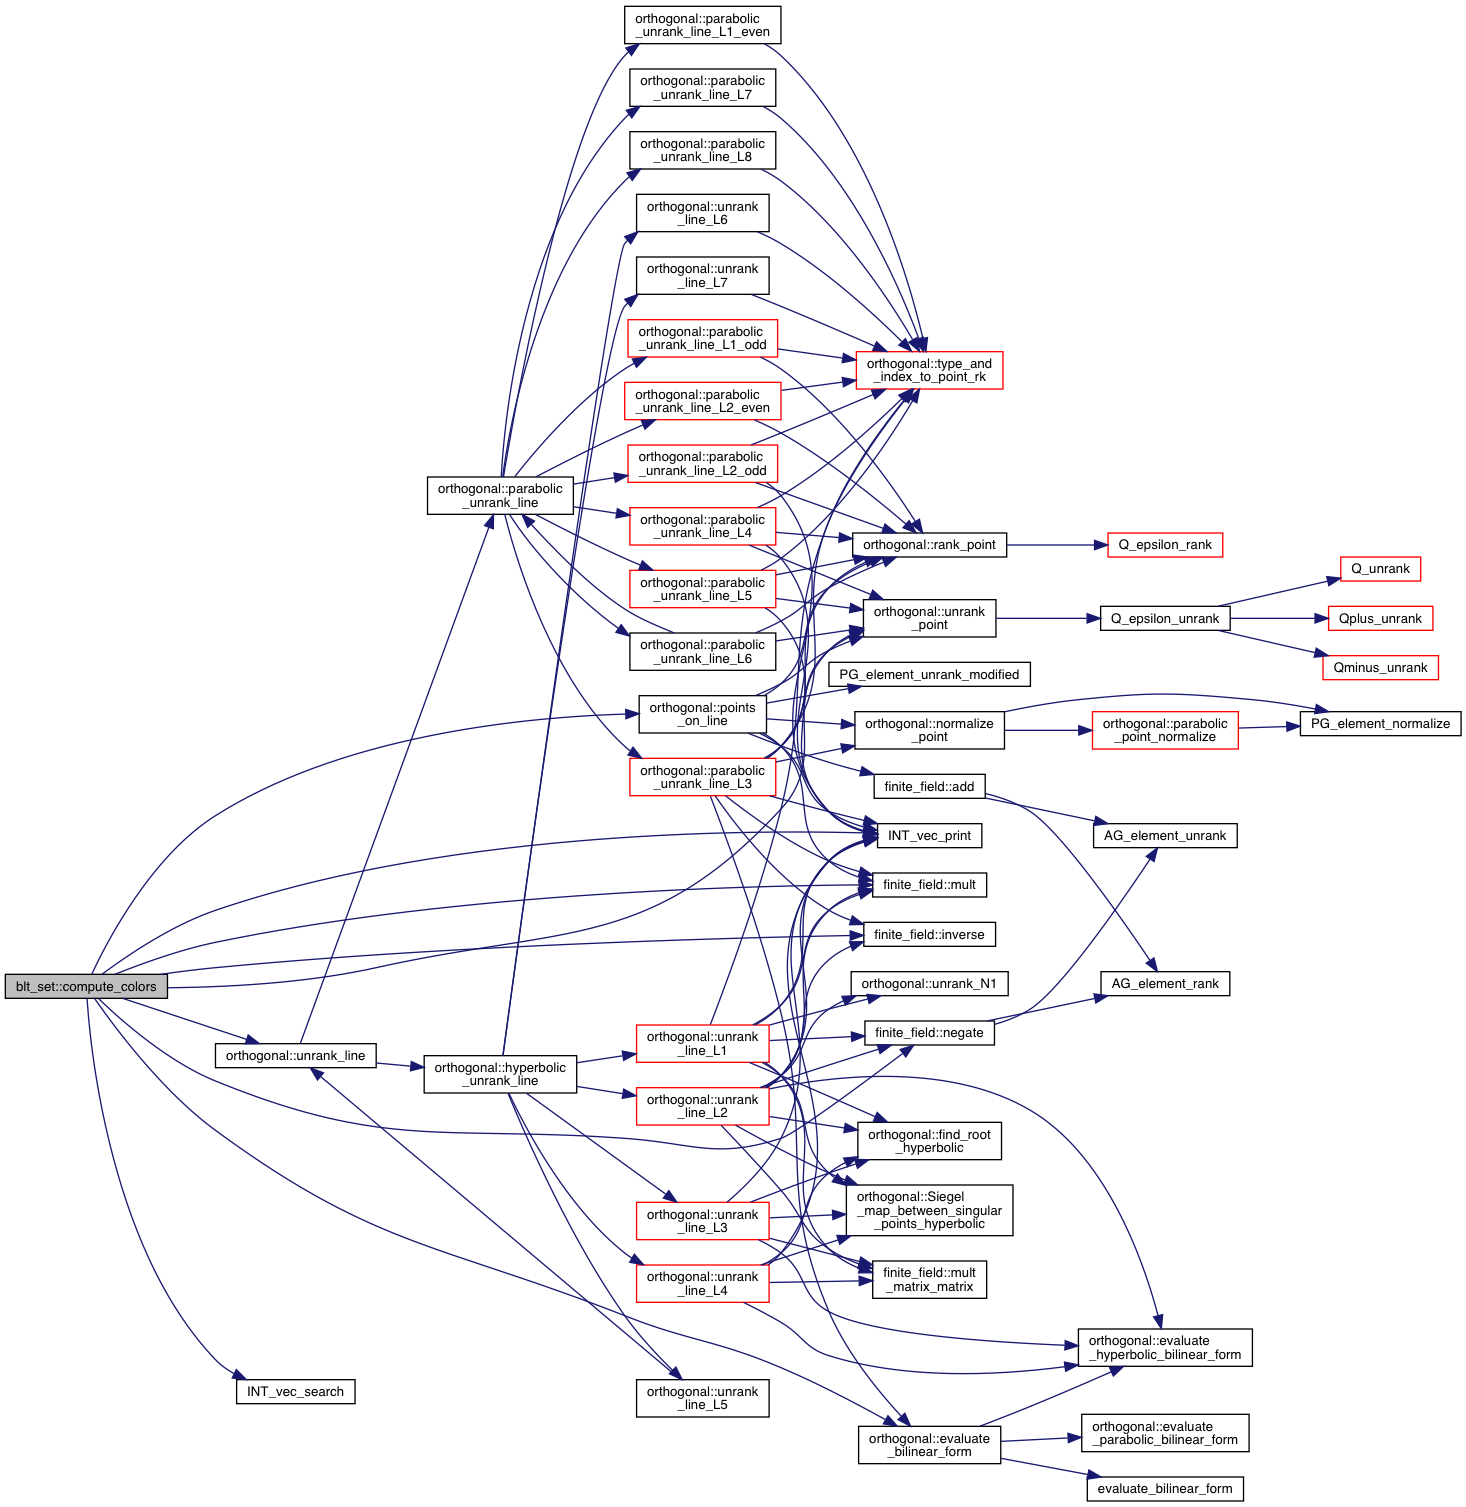 orthogonal::parabolic
_unrank_line_L1_even
orthogonal::parabolic
_unrank_line_L7
orthogonal::parabolic
_unrank_line_L8
orthogonal::unrank
_line_L6
orthogonal::unrank
_line_L7
orthogonal::parabolic
_unrank_line_L1_odd
orthogonal::type_and
_index_to_point_rk
orthogonal::parabolic
_unrank_line_L2_even
orthogonal::parabolic
_unrank_line_L2_odd
orthogonal::parabolic
_unrank_line
orthogonal::parabolic
_unrank_line_L4
orthogonal::rank_point
Q_epsilon_rank
Q_unrank
orthogonal::parabolic
_unrank_line_L5
orthogonal::unrank
_point
Q_epsilon_unrank
Qplus_unrank
orthogonal::parabolic
_unrank_line_L6
Qminus_unrank
PG_element_unrank_modified
orthogonal::points
_on_line
orthogonal::normalize
_point
orthogonal::parabolic
_point_normalize
PG_element_normalize
orthogonal::parabolic
_unrank_line_L3
finite_field::add
INT_vec_print
AG_element_unrank
finite_field::mult
finite_field::inverse
blt_set::compute_colors
orthogonal::unrank_N1
AG_element_rank
orthogonal::unrank
_line_L1
finite_field::negate
orthogonal::unrank_line
orthogonal::hyperbolic
_unrank_line
orthogonal::unrank
_line_L2
orthogonal::find_root
_hyperbolic
orthogonal::unrank
_line_L3
orthogonal::Siegel
_map_between_singular
_points_hyperbolic
orthogonal::unrank
_line_L4
finite_field::mult
_matrix_matrix
orthogonal::evaluate
_hyperbolic_bilinear_form
INT_vec_search
orthogonal::unrank
_line_L5
orthogonal::evaluate
_bilinear_form
orthogonal::evaluate
_parabolic_bilinear_form
evaluate_bilinear_form